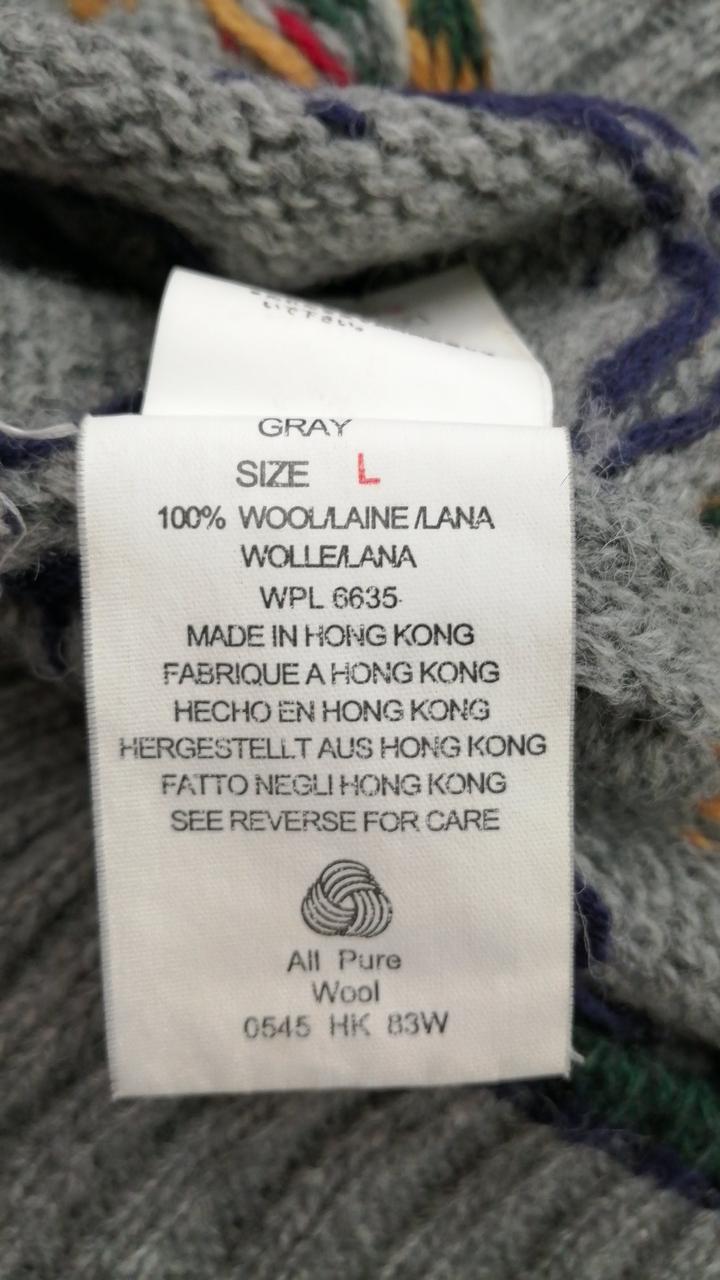 GRAY
SIZE L
100% WOOL/LAINE /LANA
WOLLE/LANA
WPL 6635
MADE IN HONG KONG
FABRIQUE A HONG KONG
HECHO EN HONG KONG
HERGESTELLT AUS HONG KONG
FATTO NEGLI HONG KONG
SEE REVERSE FOR CARE
All Pure
Wool
0545 HK 83W